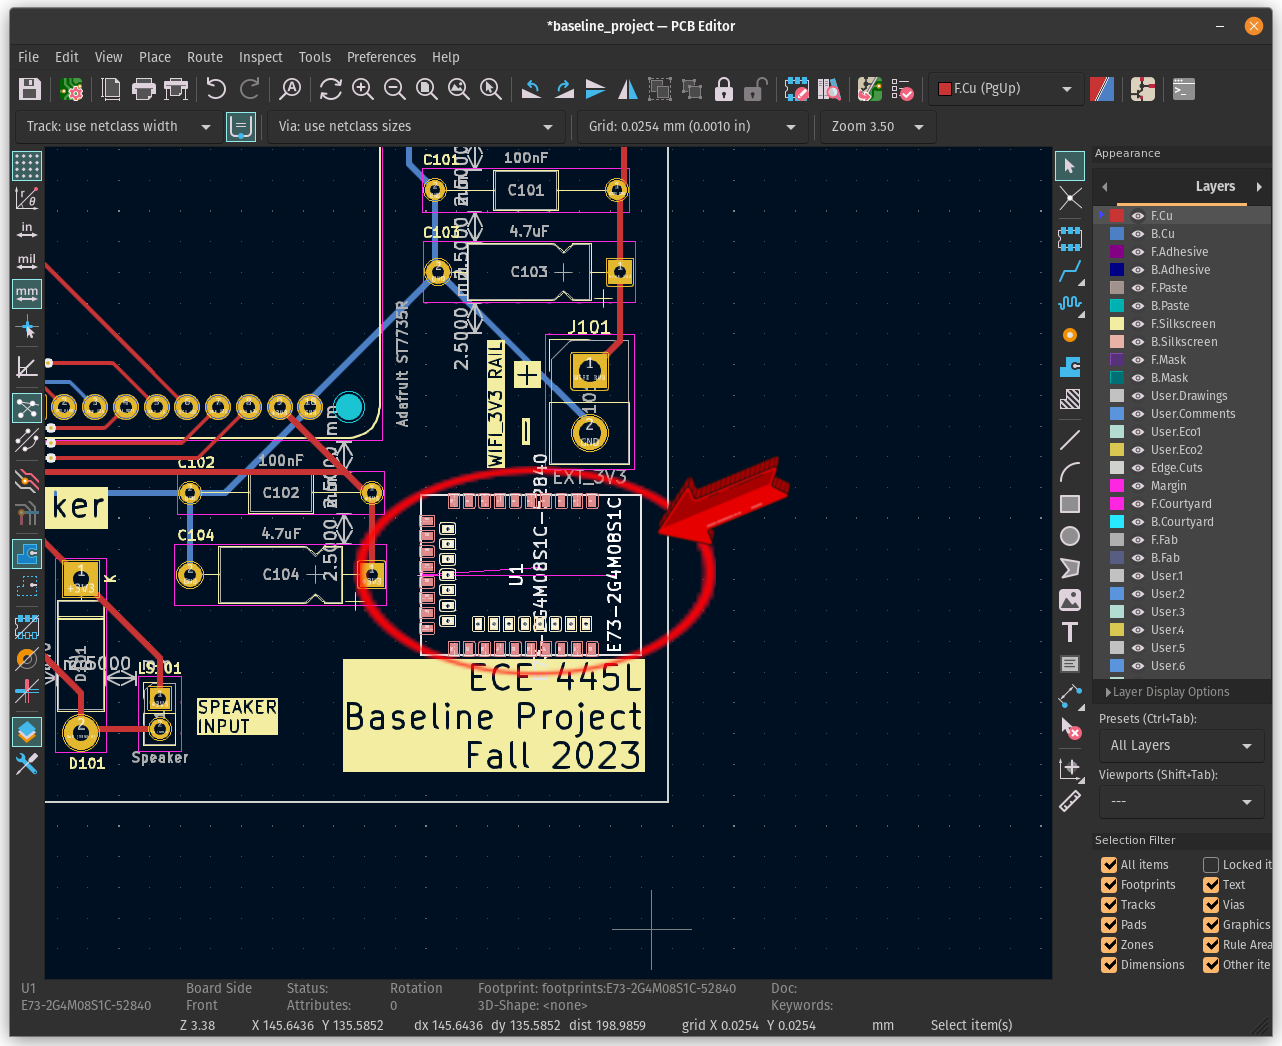 *baseline_project — PCB Editor
File Edit View Place Route Inspect Tools Preferences Help
F.Cu (PgUp)
Track: use netclass width
Via: use netclass sizes
Grid: 0.0254 mm (0.0010 in)
Zoom 3.50
in
mil
mm
C101
100nF
C101
C103
4.7uF
C103
2.5000
Adafruit ST7735R
J101
1
WIFI_3V3 RAIL
2
GND
EXT_3V3
C102
100nF
C102
ker
C104
4.7uF
C104
2.5000
U1
E73-2G4M08S1C-52840
E73-2G4M08S1C
1
+3V3
K
D101
LS101
1
2
D101
Speaker
SPEAKER
INPUT
ECE 445L
Baseline Project
Fall 2023
Appearance
Layers
F.Cu
B.Cu
F.Adhesive
B.Adhesive
F.Paste
B.Paste
F.Silkscreen
B.Silkscreen
F.Mask
B.Mask
User.Drawings
User.Comments
User.Eco1
User.Eco2
Edge.Cuts
Margin
F.Courtyard
B.Courtyard
F.Fab
B.Fab
User.1
User.2
User.3
User.4
User.5
User.6
Layer Display Options
Presets (Ctrl+Tab):
All Layers
Viewports (Shift+Tab):
---
Selection Filter
All items Locked it
Footprints Text
Tracks Vias
Pads Graphics
Zones Rule Area
Dimensions Other ite
U1 Board Side Status: Rotation Footprint: footprints:E73-2G4M08S1C-52840 Doc:
E73-2G4M08S1C-52840 Front Attributes: 0 3D-Shape: <none> Keywords:
Z 3.38 X 145.6436 Y 135.5852 dx 145.6436 dy 135.5852 dist 198.9859 grid X 0.0254 Y 0.0254 mm Select item(s)